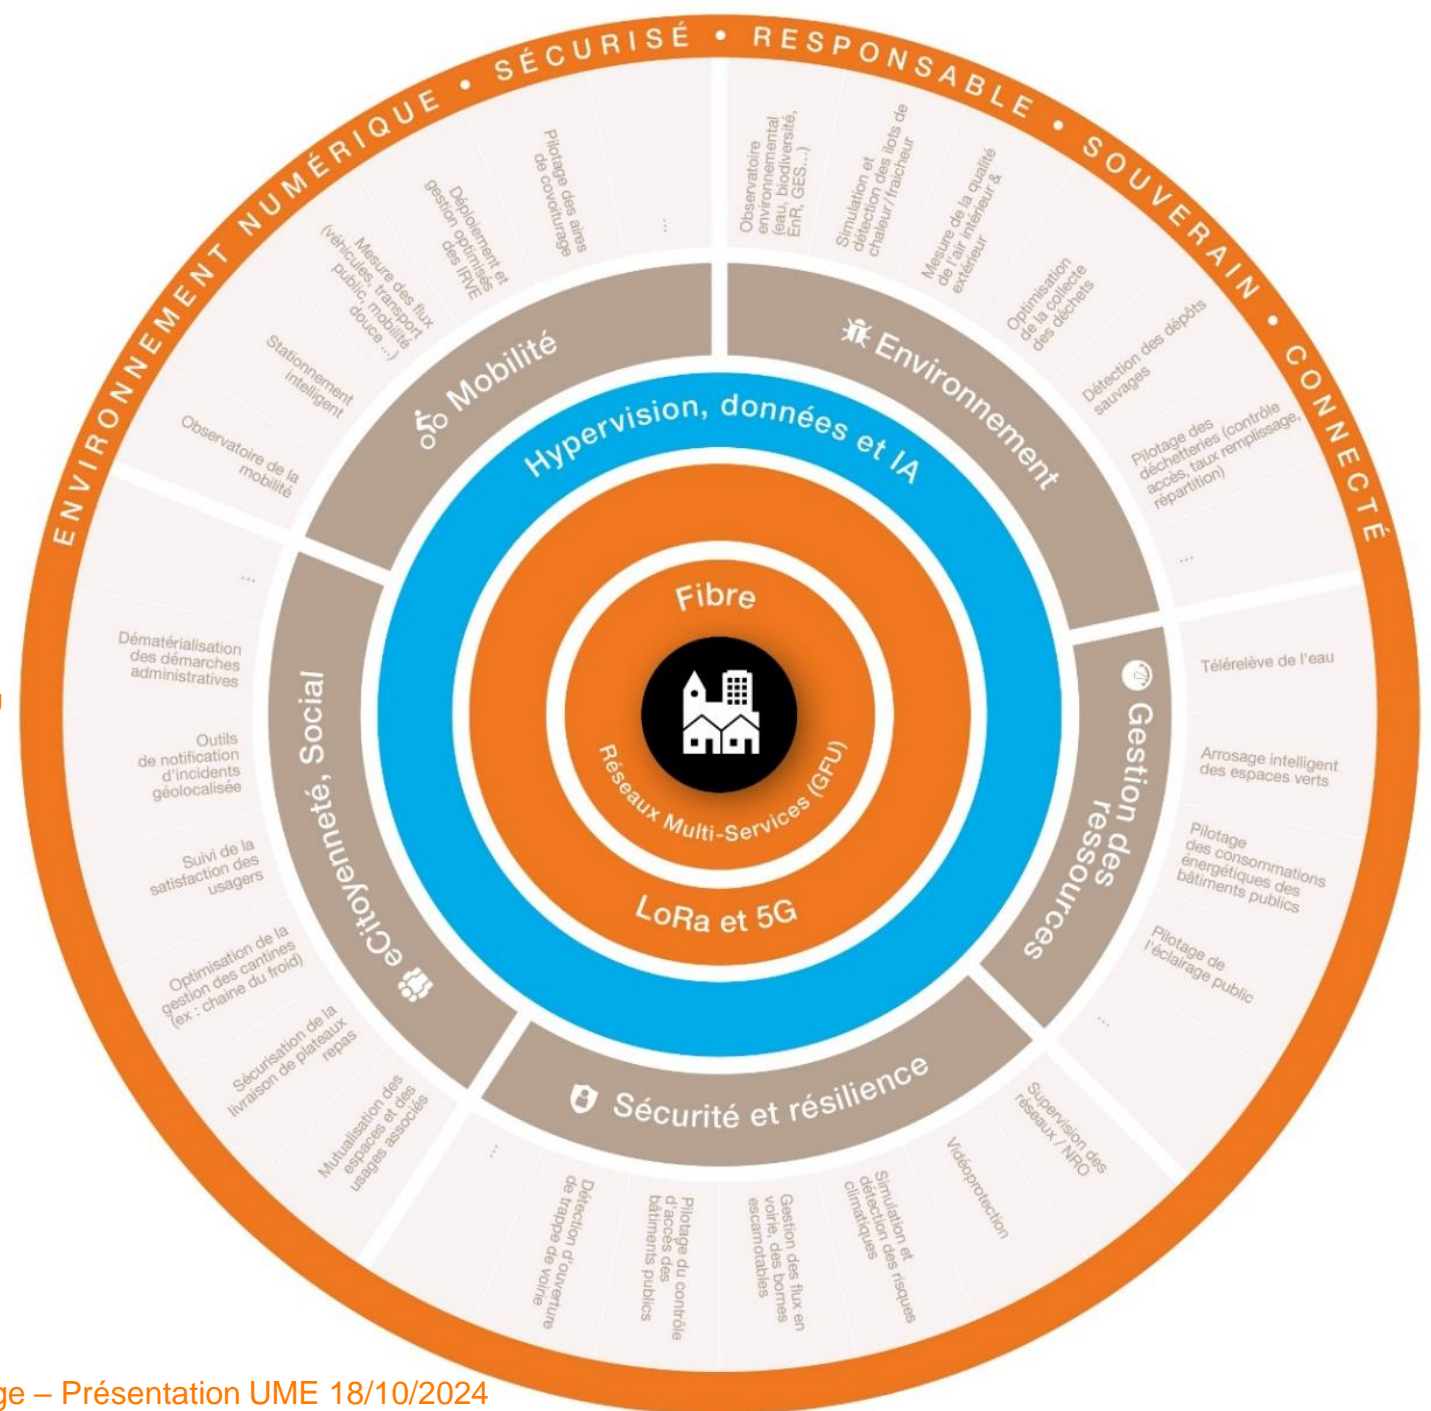 ENVIRONNEMENT NUMÉRIQUE • SÉCURISÉ • RESPONSABLE • SOUVERAIN • CONNECTÉ
Observatoire
environnemental
(eau, biodiversité,
EnR, GES...)
Simulation et
détection des ilots de
chaleur/fraicheur
Mesure de la qualité
de l'air intérieur &
extérieur
Optimisation
de la collecte
des déchets
Détection des dépôts
sauvages
Pilotage des
déchetteries (contrôle
accès, taux remplissage,
répartition)
...
Environnement
Télérelève de l'eau
Arrosage intelligent
des espaces verts
Pilotage
des consommations
énergétiques des
bâtiments publics
Pilotage de
l'éclairage public
...
Gestion des
ressources
Supervision des
réseaux / NRO
Vidéoprotection
Simulation et
détection des risques
climatiques
Gestion des flux en
voirie, des bornes
escamotables
Pilotage du contrôle
d'accès des
bâtiments publics
Détection d'ouverture
de trappe de voirie
...
Sécurité et résilience
Mutualisation des
espaces et des
usages associés
Sécurisation de la
livraison de plateaux
repas
Optimisation de la
gestion des cantines
(ex : chaine du froid)
Suivi de la
satisfaction des
usagers
Outils
de notification
d'incidents
géolocalisée
Dématérialisation
des démarches
administratives
...
eCitoyenneté, Social
Observatoire de la
mobilité
Stationnement
intelligent
Mesure des flux
(véhicules, transport
public, mobilité
douce ...)
Déploiement et
gestion optimisés
des IRVE
Pilotage des aires
de covoiturage
...
Mobilité
Hypervision, données et IA
Fibre
Réseaux Multi-Services (GFU)
LoRa et 5G
ge – Présentation UME 18/10/2024